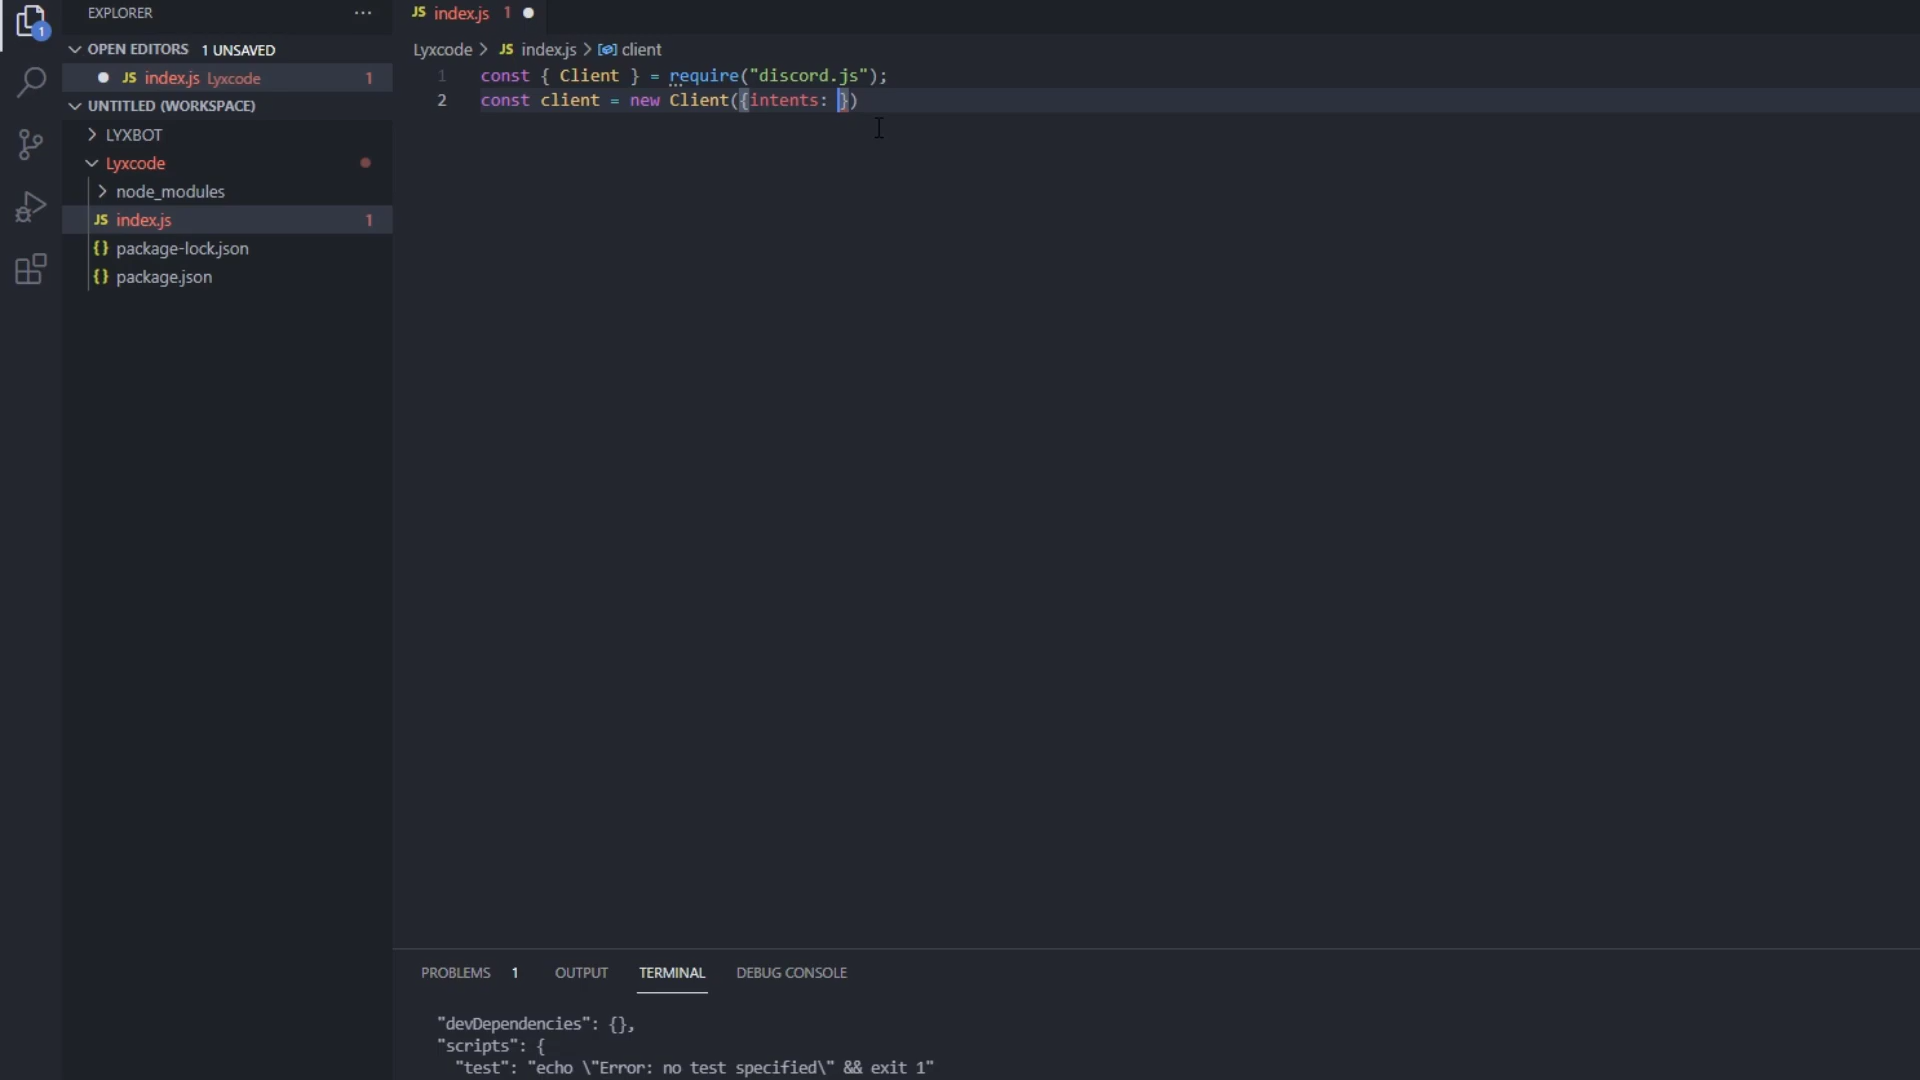 EXPLORER ···
OPEN EDITORS 1 UNSAVED
JS index.js Lyxcode 1
UNTITLED (WORKSPACE)
LYXBOT
Lyxcode
node_modules
JS index.js 1
{} package-lock.json
{} package.json
1
JS index.js 1
Lyxcode > JS index.js > client
1 const { Client } = require("discord.js");
2 const client = new Client({intents: })
PROBLEMS 1 OUTPUT TERMINAL DEBUG CONSOLE
"devDependencies": {},
"scripts": {
"test": "echo \"Error: no test specified\" && exit 1"